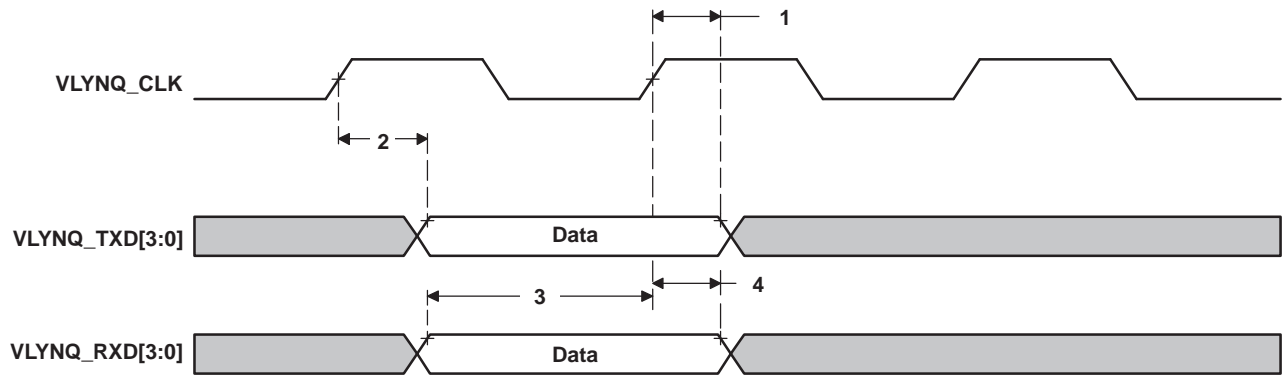 1
VLYNQ_CLK
2
VLYNQ_TXD[3:0]
Data
3
4
VLYNQ_RXD[3:0]
Data